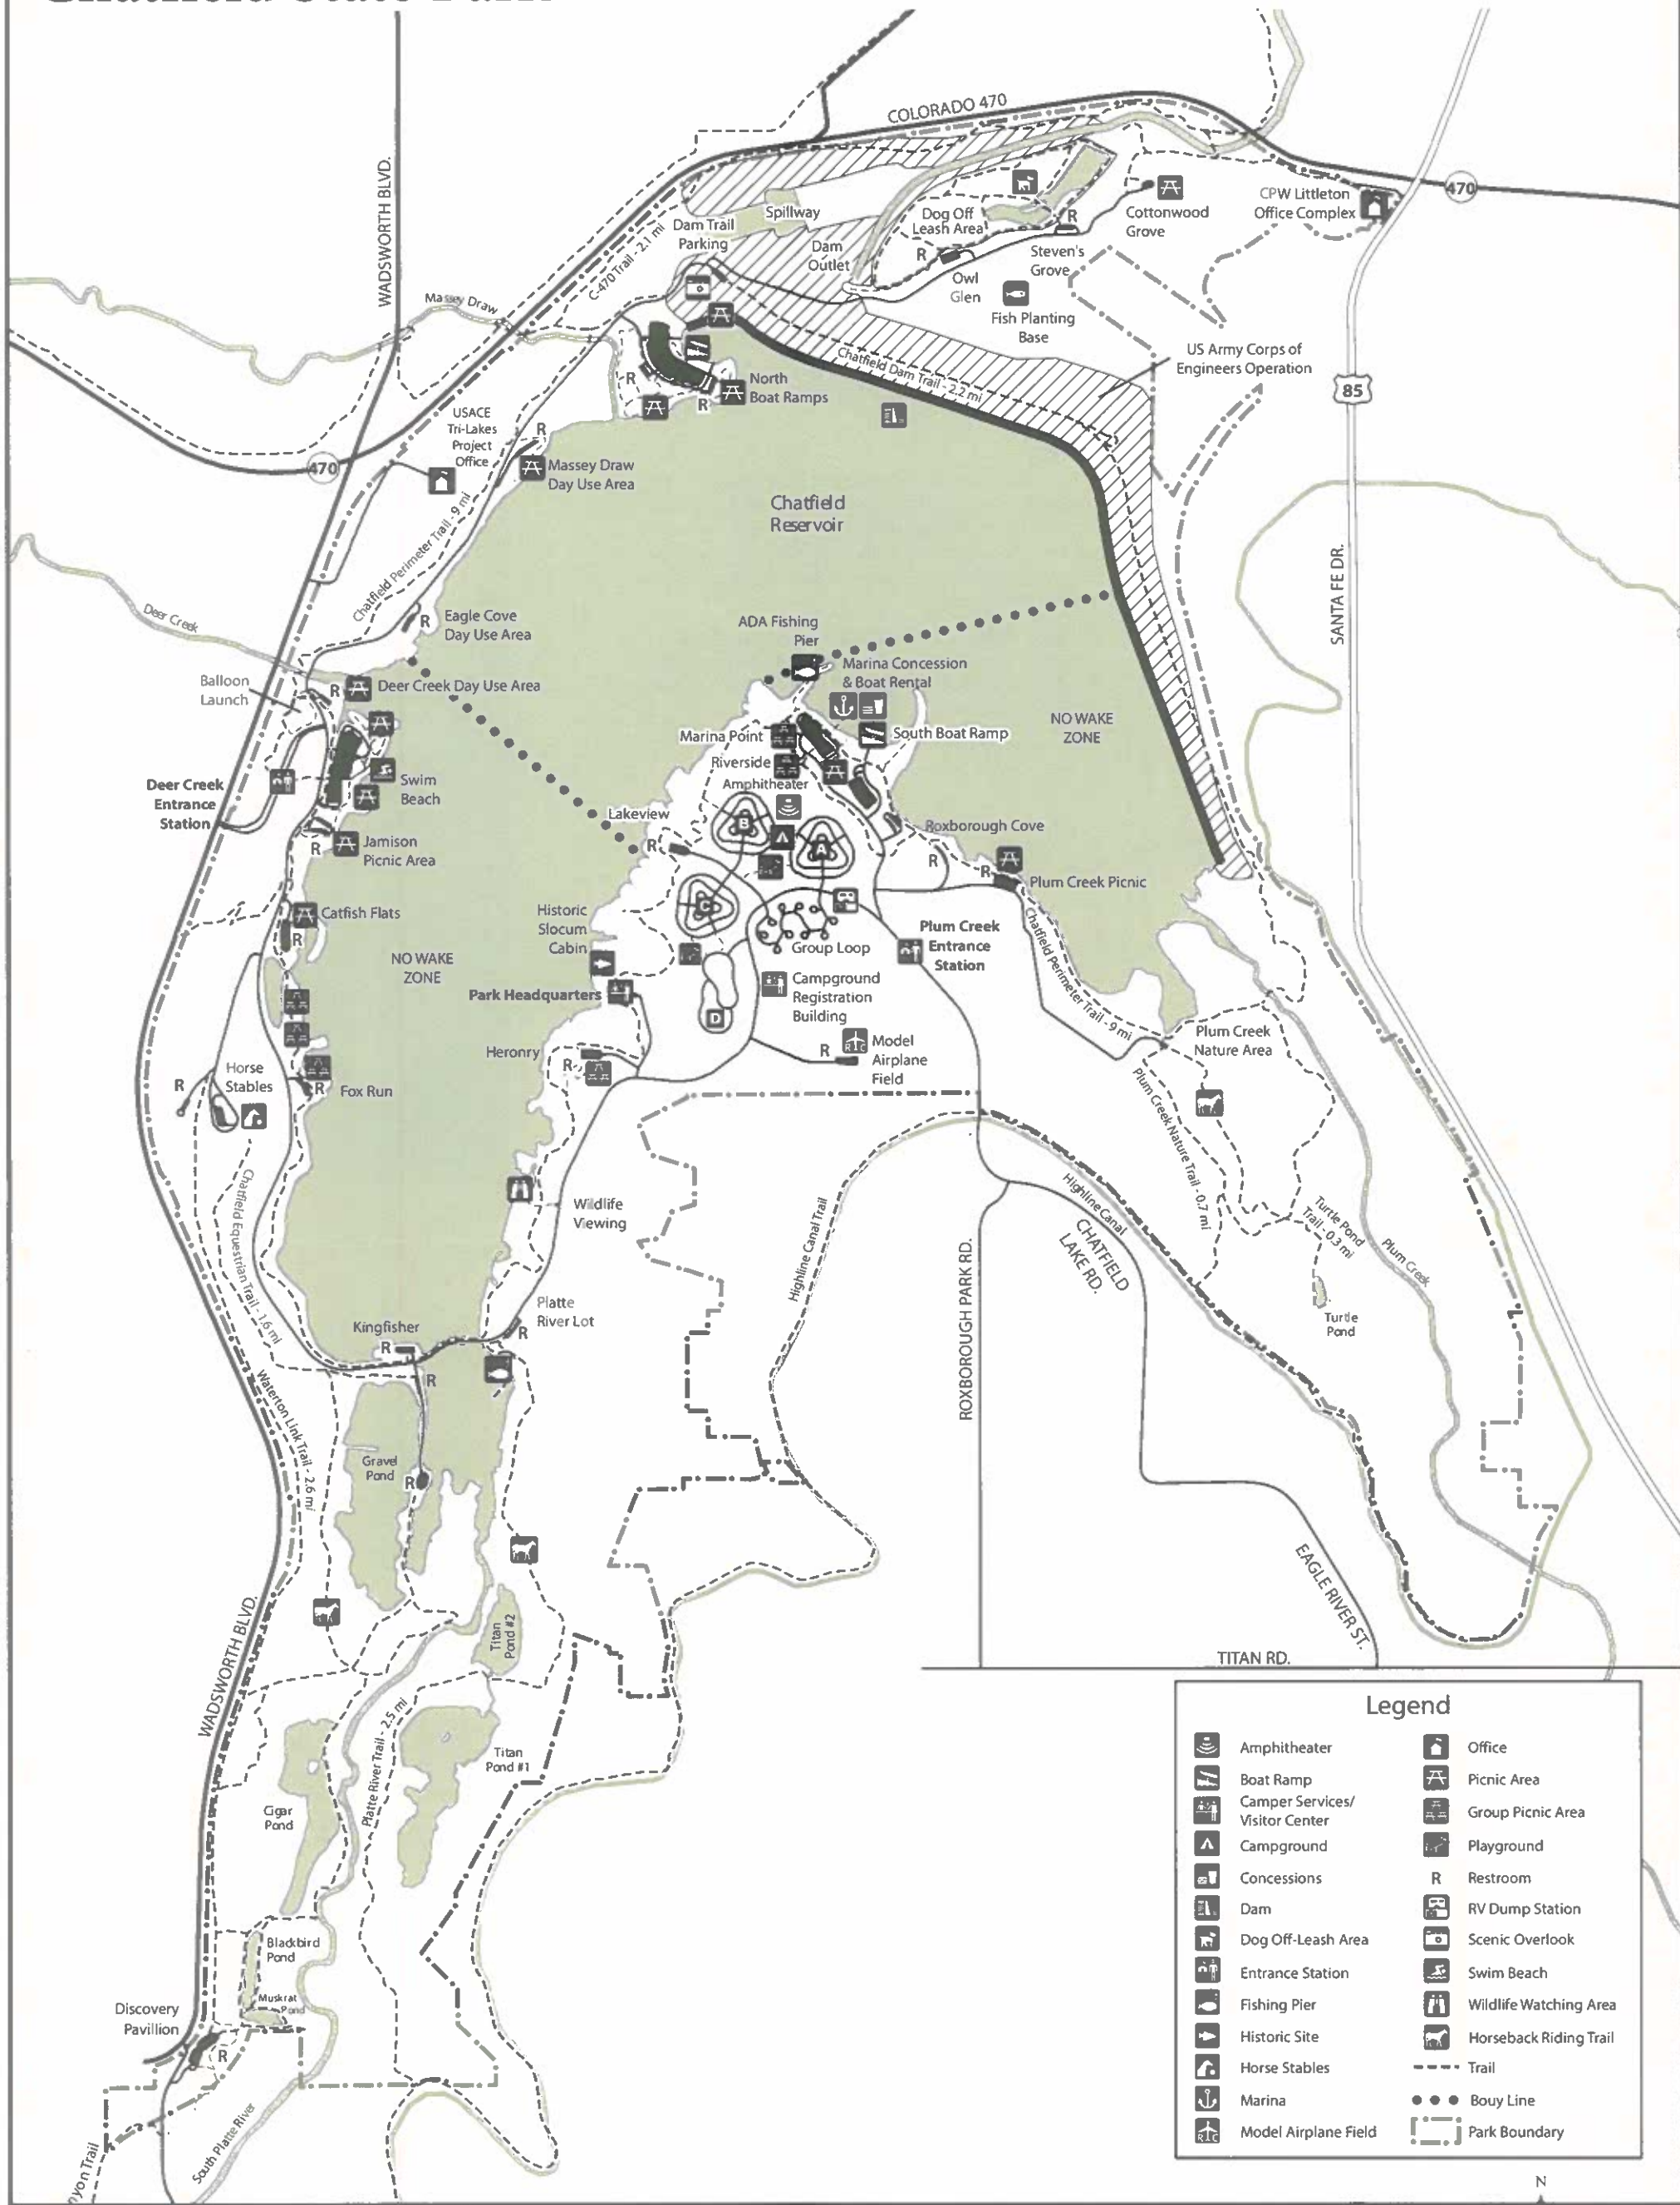 COLORADO 470
WADSWORTH BLVD.
C-470 Trail - 2.1 mi
Dam Trail
Parking
Spillway
Dam
Outlet
Dog Off
Leash Area
R
R
Owl
Glen
Steven's
Grove
Cottonwood
Grove
CPW Littleton
Office Complex
470
Fish Planting
Base
US Army Corps of
Engineers Operation
85
Massey Draw
North
Boat Ramps
R
R
Chatfield Dam Trail - 2.2 mi
USACE
Tri-Lakes
Project
Office
470
R
Massey Draw
Day Use Area
Chatfield
Reservoir
SANTA FE DR.
Chatfield Perimeter Trail - 9 mi
Deer Creek
R
Eagle Cove
Day Use Area
ADA Fishing
Pier
Marina Concession
& Boat Rental
Balloon
Launch
R
Deer Creek Day Use Area
NO WAKE
ZONE
Marina Point
South Boat Ramp
Riverside
Amphitheater
Deer Creek
Entrance
Station
Swim
Beach
Lakeview
R
B
A
Roxborough Cove
R
Jamison
Picnic Area
R
R
Plum Creek Picnic
C
Catfish Flats
R
Historic
Slocum
Cabin
Group Loop
Plum Creek
Entrance
Station
NO WAKE
ZONE
Park Headquarters
Campground
Registration
Building
D
Chatfield Perimeter Trail - 9 mi
Heronry
R
R
Model
Airplane
Field
R/C
Plum Creek
Nature Area
Horse
Stables
R
R
Fox Run
Plum Creek Nature Trail - 0.7 mi
Chatfield Equestrian Trail - 1.6 mi
Wildlife
Viewing
Highline Canal Trail
Highline Canal
CHATFIELD
LAKE RD.
Turtle Pond
Trail - 0.3 mi
Plum Creek
Turtle
Pond
ROXBOROUGH PARK RD.
Platte
River Lot
R
Kingfisher
R
R
Waterton Link Trail - 2.6 mi
Gravel
Pond
R
EAGLE RIVER ST.
TITAN RD.
WADSWORTH BLVD.
Titan
Pond #2
Platte River Trail - 2.5 mi
Titan
Pond #1
Cigar
Pond
Blackbird
Pond
Muskrat
Pond
Discovery
Pavillion
R
South Platte River
nyon Trail
Legend
Amphitheater
Boat Ramp
Camper Services/
Visitor Center
Campground
Concessions
Dam
Dog Off-Leash Area
Entrance Station
Fishing Pier
Historic Site
Horse Stables
Marina
R/C
Model Airplane Field
Office
Picnic Area
Group Picnic Area
Playground
R
Restroom
RV Dump Station
Scenic Overlook
Swim Beach
Wildlife Watching Area
Horseback Riding Trail
Trail
Bouy Line
Park Boundary
N